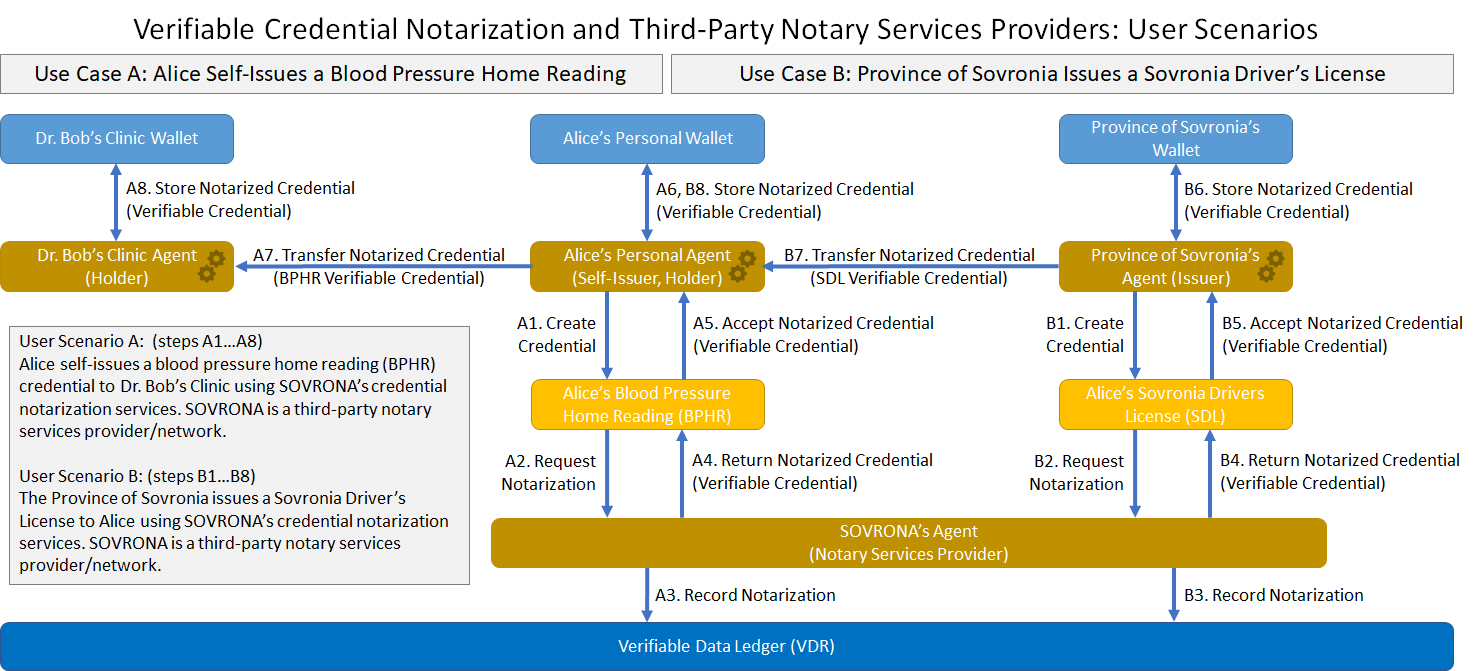 Verifiable Credential Notarization and Third-Party Notary Services Providers: User Scenarios
Use Case A: Alice Self-Issues a Blood Pressure Home Reading
Use Case B: Province of Sovronia Issues a Sovronia Driver's License
Dr. Bob's Clinic Wallet
Alice's Personal Wallet
Province of Sovronia's
Wallet
A8. Store Notarized Credential
(Verifiable Credential)
A6, B8. Store Notarized Credential
(Verifiable Credential)
B6. Store Notarized Credential
(Verifiable Credential)
Dr. Bob's Clinic Agent
(Holder)
A7. Transfer Notarized Credential
(BPHR Verifiable Credential)
Alice's Personal Agent
(Self-Issuer, Holder)
B7. Transfer Notarized Credential
(SDL Verifiable Credential)
Province of Sovronia's
Agent (Issuer)
A1. Create
Credential
A5. Accept Notarized Credential
(Verifiable Credential)
B1. Create
Credential
B5. Accept Notarized Credential
(Verifiable Credential)
User Scenario A:  (steps A1...A8)
Alice self-issues a blood pressure home reading (BPHR)
credential to Dr. Bob's Clinic using SOVRONA's credential
notarization services. SOVRONA is a third-party notary
services provider/network.
User Scenario B: (steps B1...B8)
The Province of Sovronia issues a Sovronia Driver's
License to Alice using SOVRONA's credential notarization
services. SOVRONA is a third-party notary services
provider/network.
Alice's Blood Pressure
Home Reading (BPHR)
Alice's Sovronia Drivers
License (SDL)
A2. Request
Notarization
A4. Return Notarized Credential
(Verifiable Credential)
B2. Request
Notarization
B4. Return Notarized Credential
(Verifiable Credential)
SOVRONA's Agent
(Notary Services Provider)
A3. Record Notarization
B3. Record Notarization
Verifiable Data Ledger (VDR)